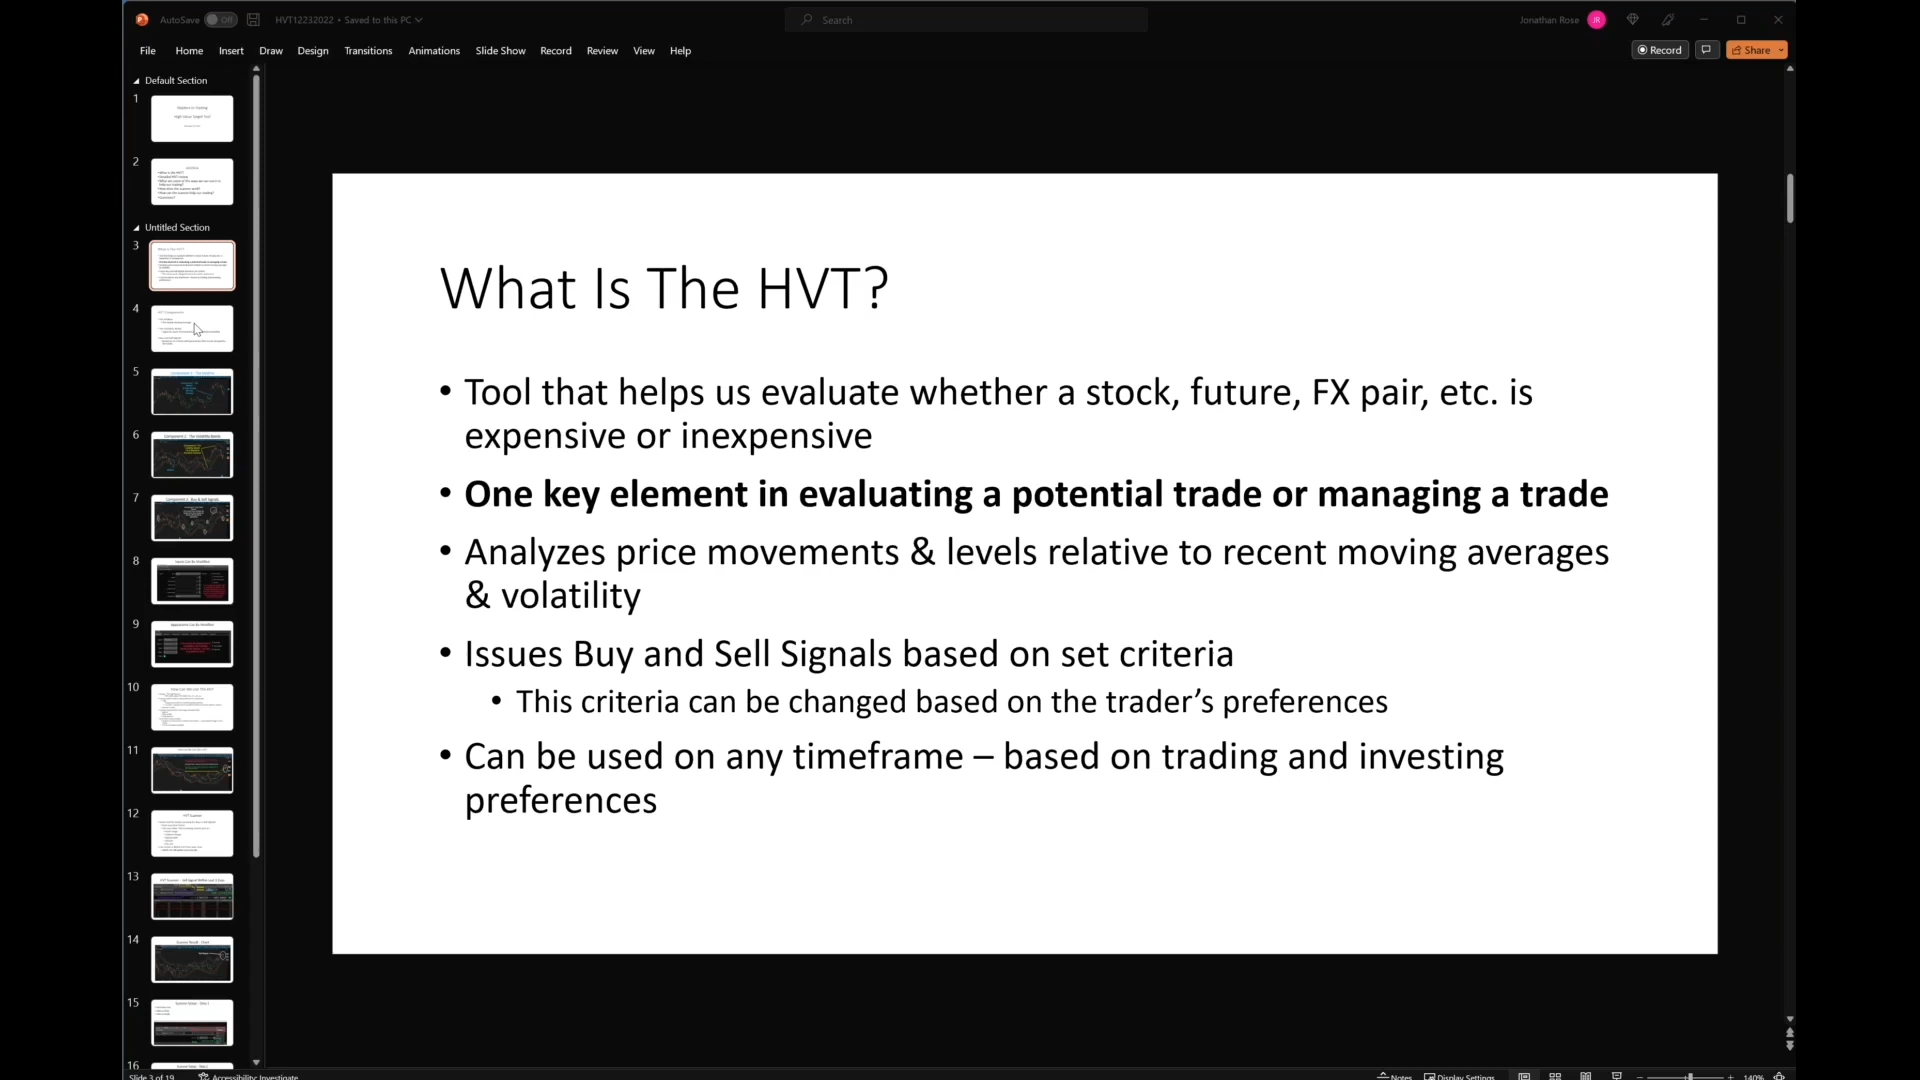 AutoSave Off HVT12232022 • Saved to this PC Search Jonathan Rose JR
File Home Insert Draw Design Transitions Animations Slide Show Record Review View Help Record Share
Default Section
1
2
Untitled Section
3
4
5
6
7
8
9
10
11
12
13
14
15
16
What Is The HVT?
• Tool that helps us evaluate whether a stock, future, FX pair, etc. is
expensive or inexpensive
• One key element in evaluating a potential trade or managing a trade
• Analyzes price movements & levels relative to recent moving averages
& volatility
• Issues Buy and Sell Signals based on set criteria
• This criteria can be changed based on the trader’s preferences
• Can be used on any timeframe – based on trading and investing
preferences
Slide 3 of 19 Accessibility: Investigate Notes Display Settings 140%